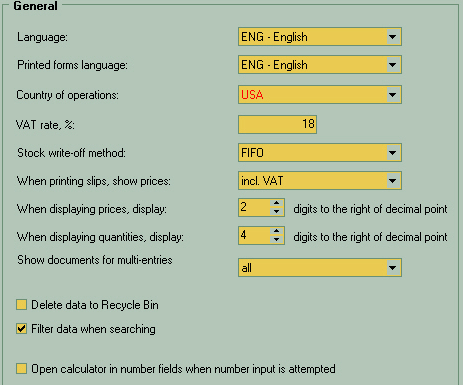 General
Language: ENG - English
Printed forms language: ENG - English
Country of operations: USA
VAT rate, %: 18
Stock write-off method: FIFO
When printing slips, show prices: incl. VAT
When displaying prices, display: 2 digits to the right of decimal point
When displaying quantities, display: 4 digits to the right of decimal point
Show documents for multi-entries all
Delete data to Recycle Bin
Filter data when searching
Open calculator in number fields when number input is attempted